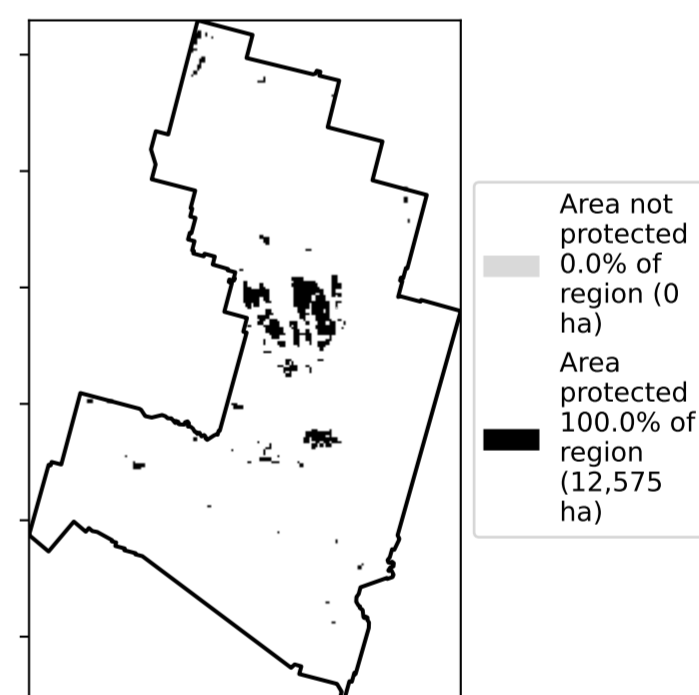 Area not
protected
0.0% of
region (0
ha)
Area
protected
100.0% of
region
(12,575
ha)